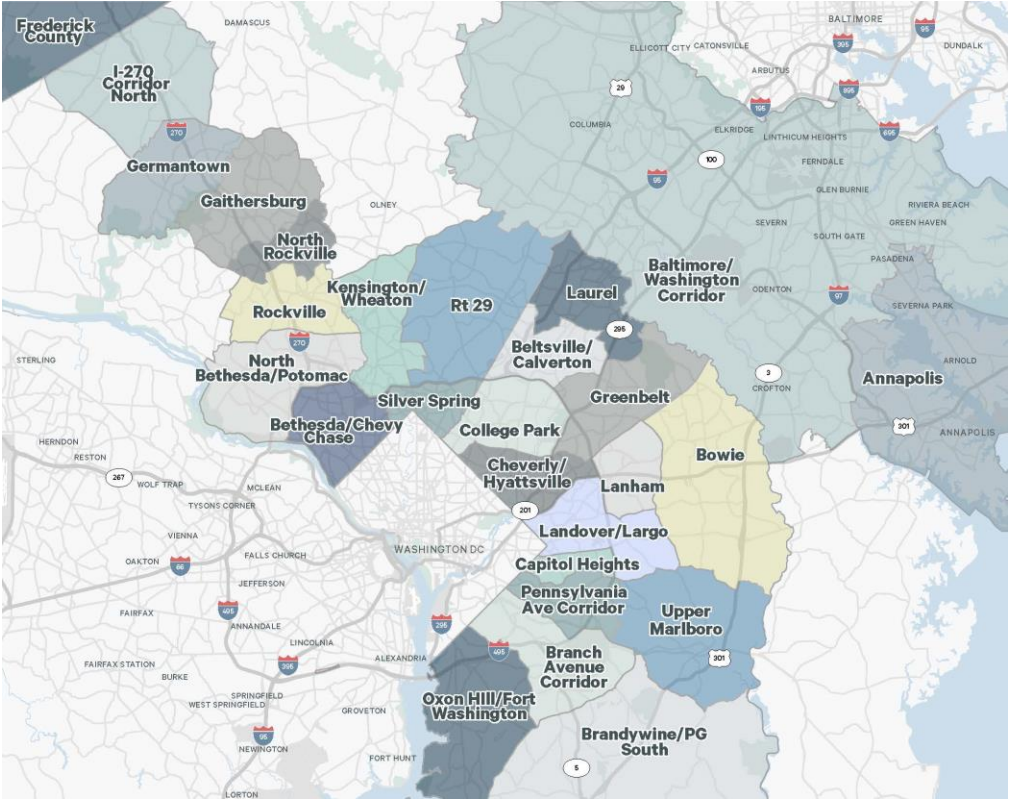 Frederick
County
DAMASCUS
BALTIMORE
95
395
DUNDALK
ELLICOTT CITY
CATONSVILLE
I-270
Corridor
North
ARBUTUS
29
895
195
COLUMBIA
ELKRIDGE
LINTHICUM HEIGHTS
695
270
100
FERNDALE
Germantown
95
GLEN BURNIE
Gaithersburg
OLNEY
RIVIERA BEACH
SEVERN
GREEN HAVEN
SOUTH GATE
North
Rockville
PASADENA
Baltimore/
Washington
Corridor
Kensington/
Wheaton
Laurel
ODENTON
97
Rt 29
SEVERNA PARK
Rockville
295
270
Beltsville/
Calverton
STERLING
North
Bethesda/Potomac
ARNOLD
3
CROFTON
Annapolis
Greenbelt
Silver Spring
Bethesda/Chevy
Chase
College Park
301
ANNAPOLIS
HERNDON
RESTON
Bowie
Cheverly/
Hyattsville
267
WOLF TRAP
MCLEAN
Lanham
TYSONS CORNER
201
VIENNA
Landover/Largo
WASHINGTON DC
FALLS CHURCH
OAKTON
66
Capitol Heights
JEFFERSON
Pennsylvania
Ave Corridor
495
FAIRFAX
Upper
Marlboro
ANNANDALE
295
LINCOLNIA
495
ALEXANDRIA
301
FAIRFAX STATION
395
Branch
Avenue
Corridor
BURKE
SPRINGFIELD
WEST SPRINGFIELD
Oxon Hill/Fort
Washington
GROVETON
95
NEWINGTON
Brandywine/PG
South
FORT HUNT
5
LORTON